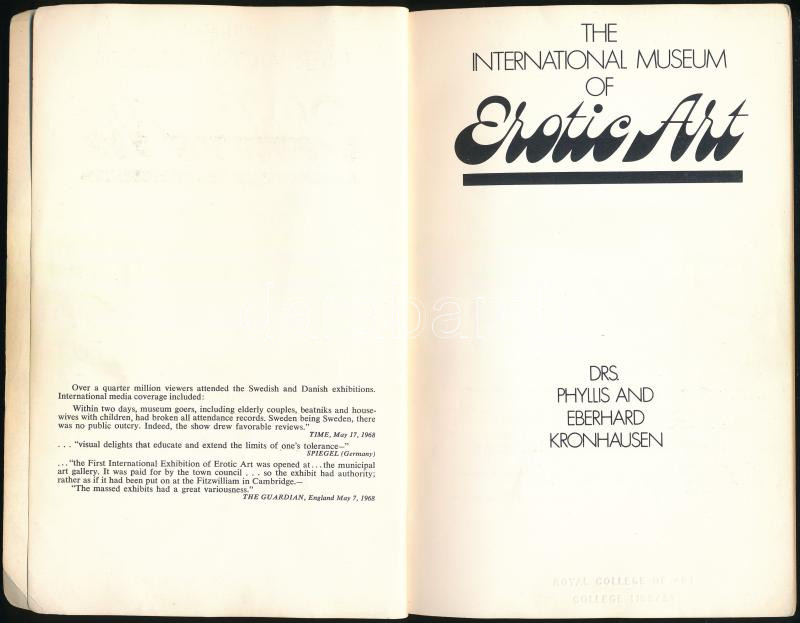 Over a quarter million viewers attended the Swedish and Danish exhibitions.
International media coverage included:
Within two days, museum goers, including elderly couples, beatniks and house-
wives with children, had broken all attendance records. Sweden being Sweden, there
was no public outcry. Indeed, the show drew favorable reviews."
TIME, May 17, 1968
. . . "visual delights that educate and extend the limits of one's tolerance—"
SPIEGEL (Germany)
. . . "the First International Exhibition of Erotic Art was opened at . . . the municipal
art gallery. It was paid for by the town council . . . so the exhibit had authority;
rather as if it had been put on at the Fitzwilliam in Cambridge.—
"The massed exhibits had a great variousness."
THE GUARDIAN, England May 7, 1968
THE
INTERNATIONAL MUSEUM
OF
Erotic Art
DRS.
PHYLLIS AND
EBERHARD
KRONHAUSEN
ROYAL COLLEGE OF ART
COLLEGE LIBRARY